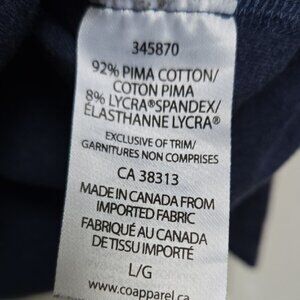 345870
92% PIMA COTTON/
COTON PIMA
8% LYCRA®SPANDEX/
ÉLASTHANNE LYCRA®
EXCLUSIVE OF TRIM/
GARNITURES NON COMPRISES
CA 38313
MADE IN CANADA FROM
IMPORTED FABRIC
FABRIQUÉ AU CANADA
DE TISSU IMPORTÉ
L/G
www.coapparel.co